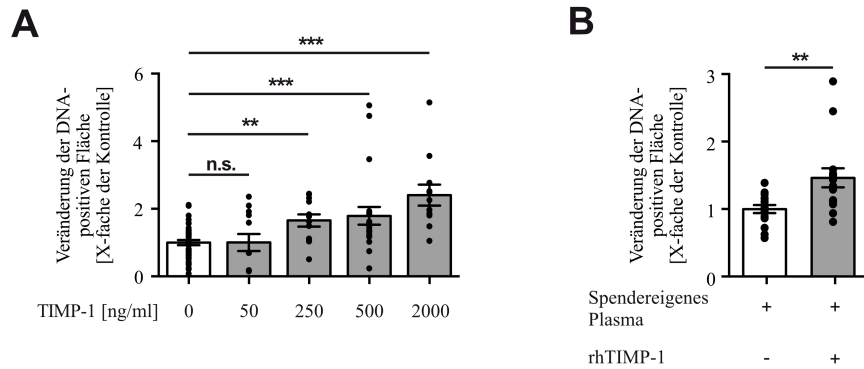 A
Veränderung der DNA-
positiven Fläche
[X-fache der Kontrolle]
6
4
2
0
***
***
**
n.s.
TIMP-1 [ng/ml] 0 50 250 500 2000
B
Veränderung der DNA-
positiven Fläche
[X-fache der Kontrolle]
3
2
1
0
**
Spendereigenes
Plasma
+ +
rhTIMP-1 - +